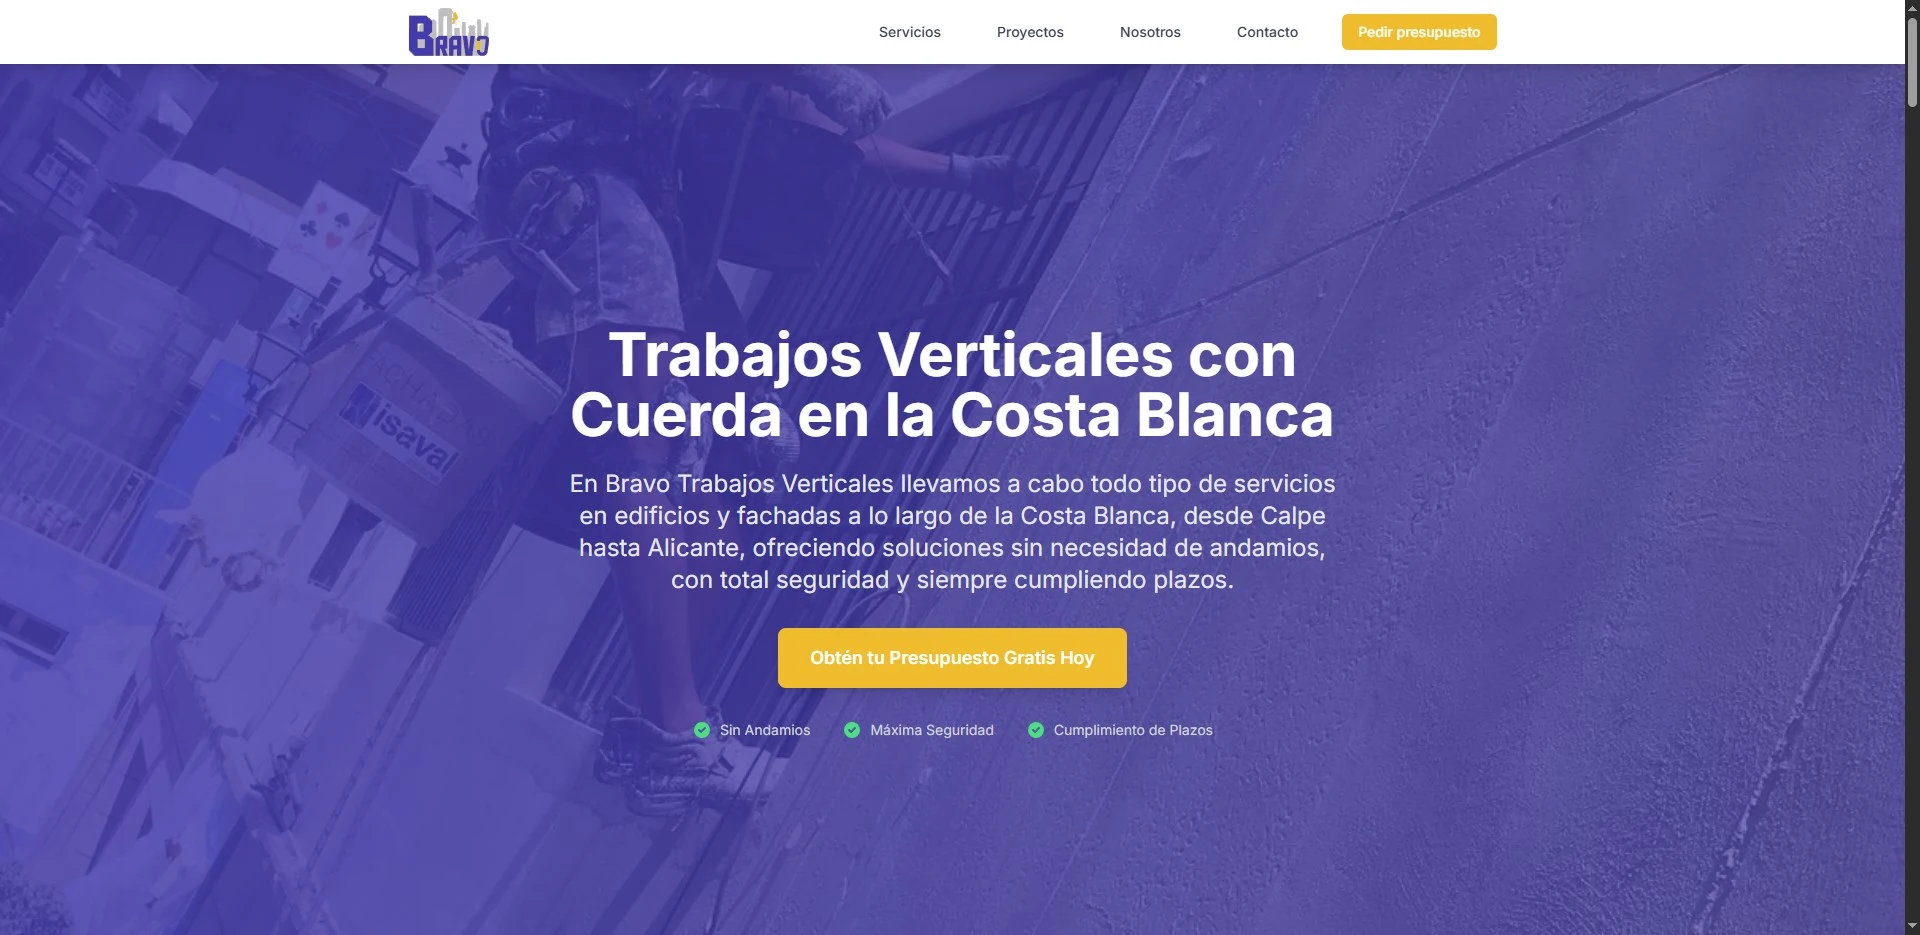 BRAVO
Servicios
Proyectos
Nosotros
Contacto
Pedir presupuesto
isaval
Trabajos Verticales con
Cuerda en la Costa Blanca
En Bravo Trabajos Verticales llevamos a cabo todo tipo de servicios
en edificios y fachadas a lo largo de la Costa Blanca, desde Calpe
hasta Alicante, ofreciendo soluciones sin necesidad de andamios,
con total seguridad y siempre cumpliendo plazos.
Obtén tu Presupuesto Gratis Hoy
Sin Andamios
Máxima Seguridad
Cumplimiento de Plazos